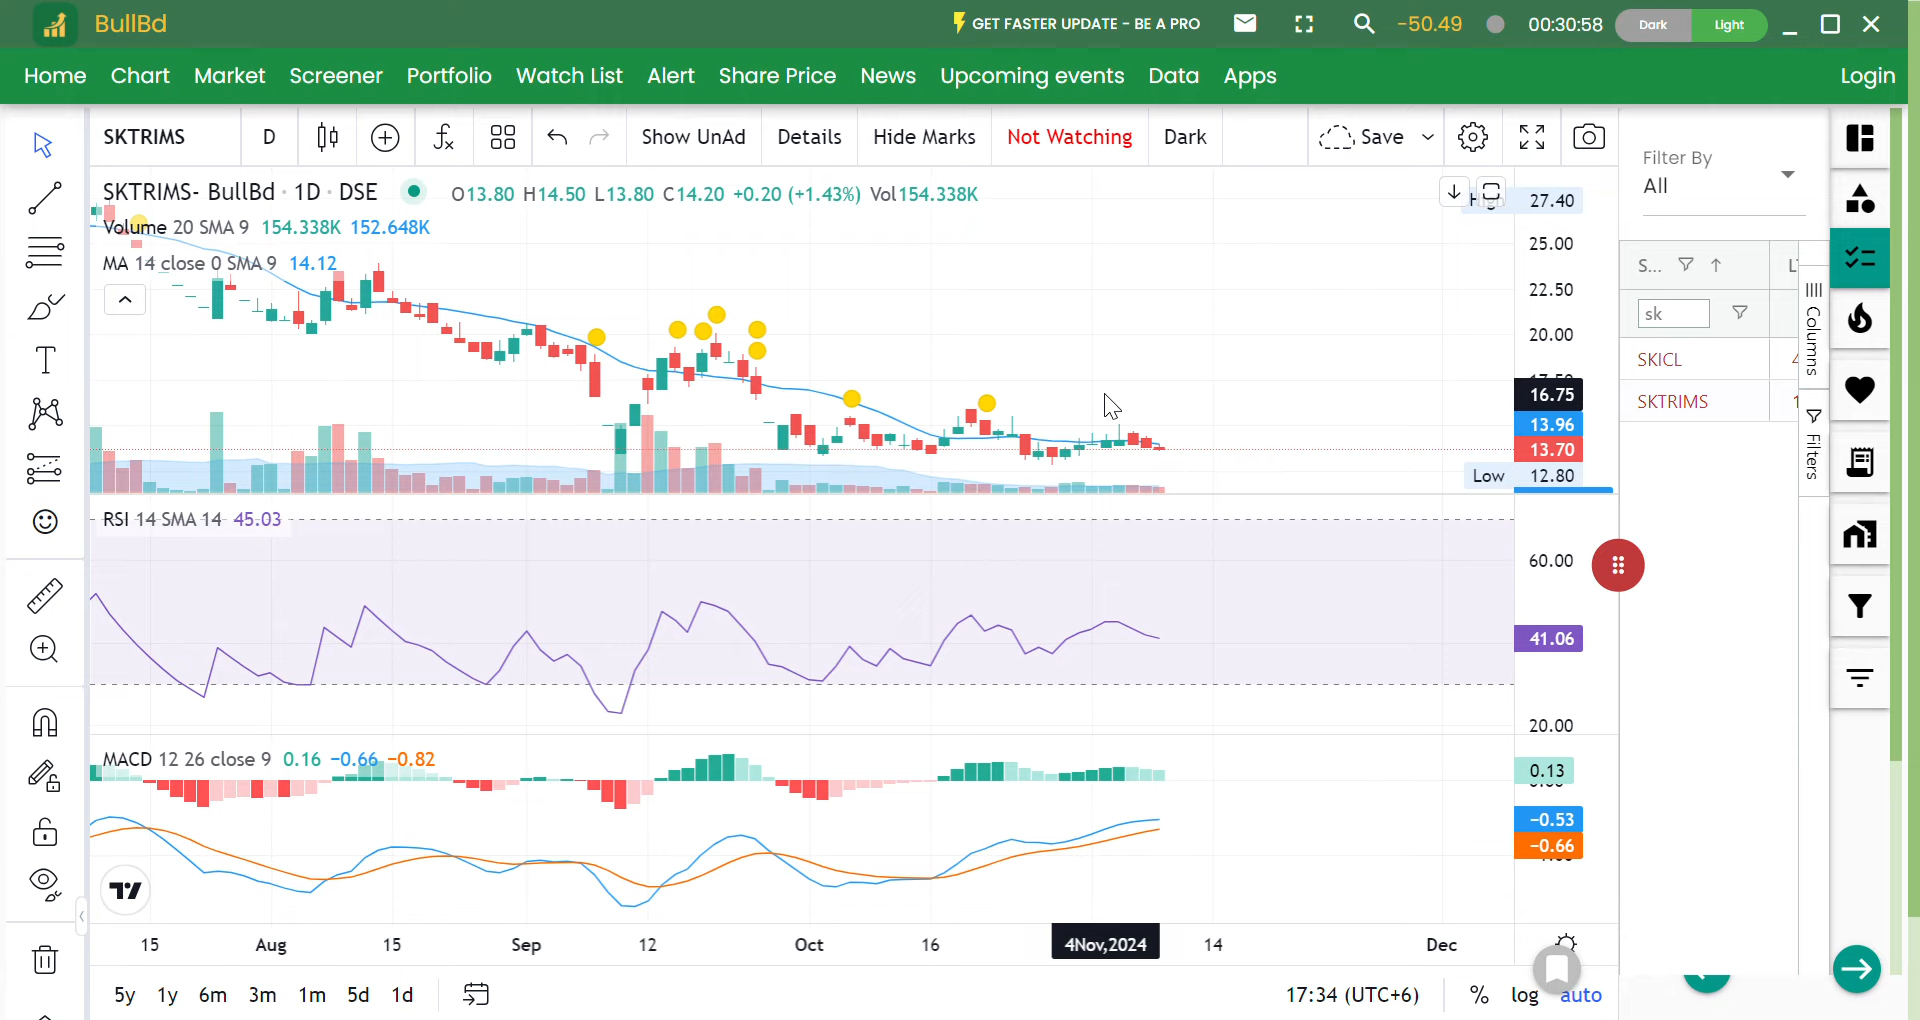 BullBd
GET FASTER UPDATE - BE A PRO
-50.49
00:30:58
Dark
Light
Home Chart Market Screener Portfolio Watch List Alert Share Price News Upcoming events Data Apps Login
SKTRIMS D Show UnAd Details Hide Marks Not Watching Dark Save
SKTRIMS- BullBd · 1D · DSE O13.80 H14.50 L13.80 C14.20 +0.20 (+1.43%) Vol154.338K
Volume 20 SMA 9 154.338K 152.648K
MA 14 close 0 SMA 9 14.12
High 27.40
25.00
22.50
20.00
17.50
16.75
13.96
13.70
Low 12.80
RSI 14 SMA 14 45.03
60.00
41.06
20.00
MACD 12 26 close 9 0.16 −0.66 −0.82
0.13
−0.53
−0.66
15 Aug 15 Sep 12 Oct 16 4Nov,2024 14 Dec
5y 1y 6m 3m 1m 5d 1d
17:34 (UTC+6) % log auto
Filter By
All
S...
sk
SKICL
SKTRIMS
Columns
Filters